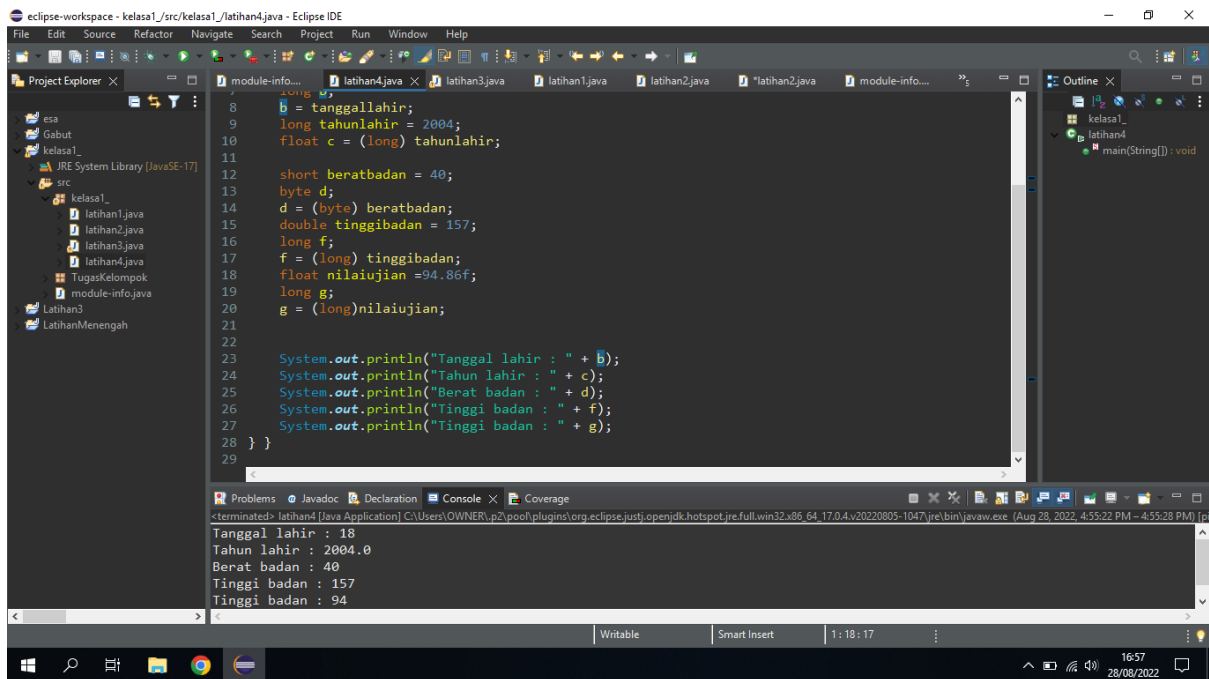 eclipse-workspace - kelasa1_/src/kelasa1_/latihan4.java - Eclipse IDE
File Edit Source Refactor Navigate Search Project Run Window Help
Project Explorer
module-info.... latihan4.java latihan3.java latihan1.java latihan2.java *latihan2.java module-info.... »5
Outline
esa
Gabut
kelasa1_
JRE System Library [JavaSE-17]
src
kelasa1_
latihan1.java
latihan2.java
latihan3.java
latihan4.java
TugasKelompok
module-info.java
Latihan3
LatihanMenengah
7 long b;
8 b = tanggallahir;
9 long tahunlahir = 2004;
10 float c = (long) tahunlahir;
11
12 short beratbadan = 40;
13 byte d;
14 d = (byte) beratbadan;
15 double tinggibadan = 157;
16 long f;
17 f = (long) tinggibadan;
18 float nilaiujian =94.86f;
19 long g;
20 g = (long)nilaiujian;
21
22
23 System.out.println("Tanggal lahir : " + b);
24 System.out.println("Tahun lahir : " + c);
25 System.out.println("Berat badan : " + d);
26 System.out.println("Tinggi badan : " + f);
27 System.out.println("Tinggi badan : " + g);
28 } }
29
kelasa1_
latihan4
main(String[]) : void
Problems Javadoc Declaration Console Coverage
<terminated> latihan4 [Java Application] C:\Users\OWNER\.p2\pool\plugins\org.eclipse.justj.openjdk.hotspot.jre.full.win32.x86_64_17.0.4.v20220805-1047\jre\bin\javaw.exe (Aug 28, 2022, 4:55:22 PM – 4:55:28 PM) [pi
Tanggal lahir : 18
Tahun lahir : 2004.0
Berat badan : 40
Tinggi badan : 157
Tinggi badan : 94
Writable Smart Insert 1 : 18 : 17
16:57
28/08/2022